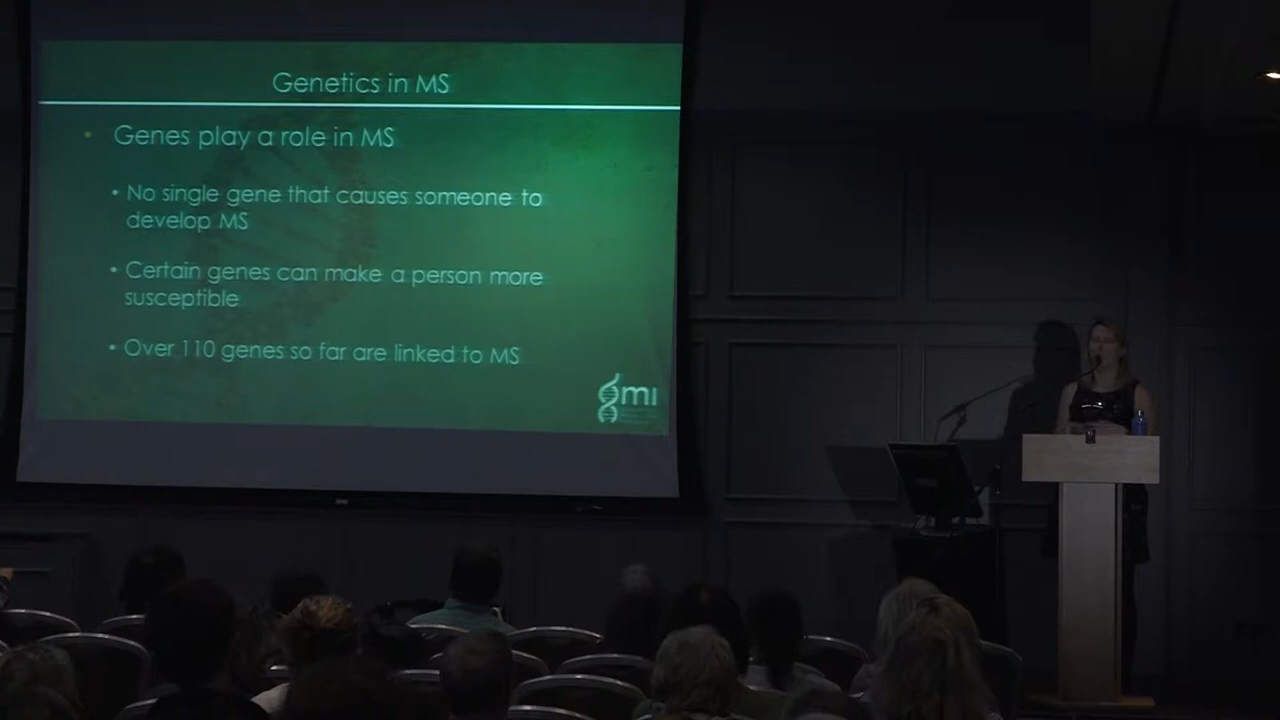 Genetics in MS
• Genes play a role in MS
• No single gene that causes someone to
develop MS
• Certain genes can make a person more
susceptible
• Over 110 genes so far are linked to MS
gmi